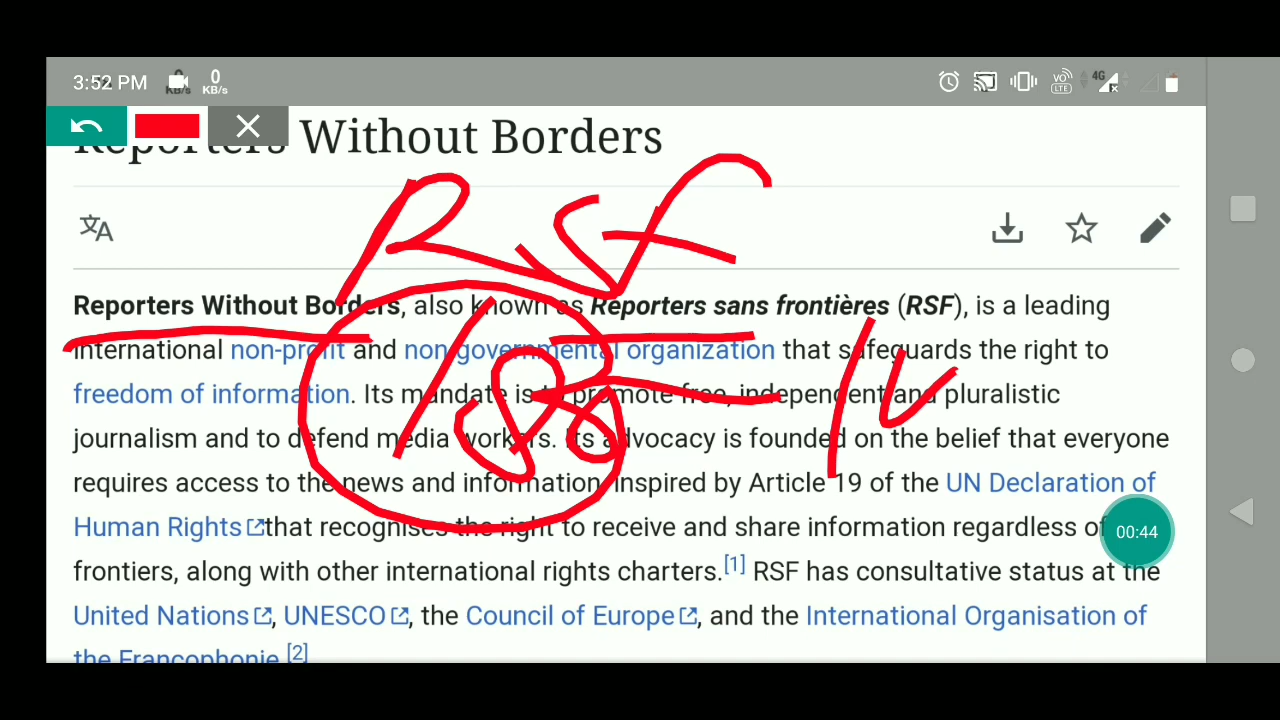 3:52 PM 0 KB/s VO LTE 4G
Reporters Without Borders
RSF
Reporters Without Borders, also known as Reporters sans frontières (RSF), is a leading
international non-profit and non-governmental organization that safeguards the right to
freedom of information. Its mandate is to promote free, independent and pluralistic
journalism and to defend media workers. Its advocacy is founded on the belief that everyone
requires access to the news and information, inspired by Article 19 of the UN Declaration of
Human Rights that recognises the right to receive and share information regardless of
frontiers, along with other international rights charters.[1] RSF has consultative status at the
United Nations, UNESCO, the Council of Europe, and the International Organisation of
the Francophonie.[2]
00:44